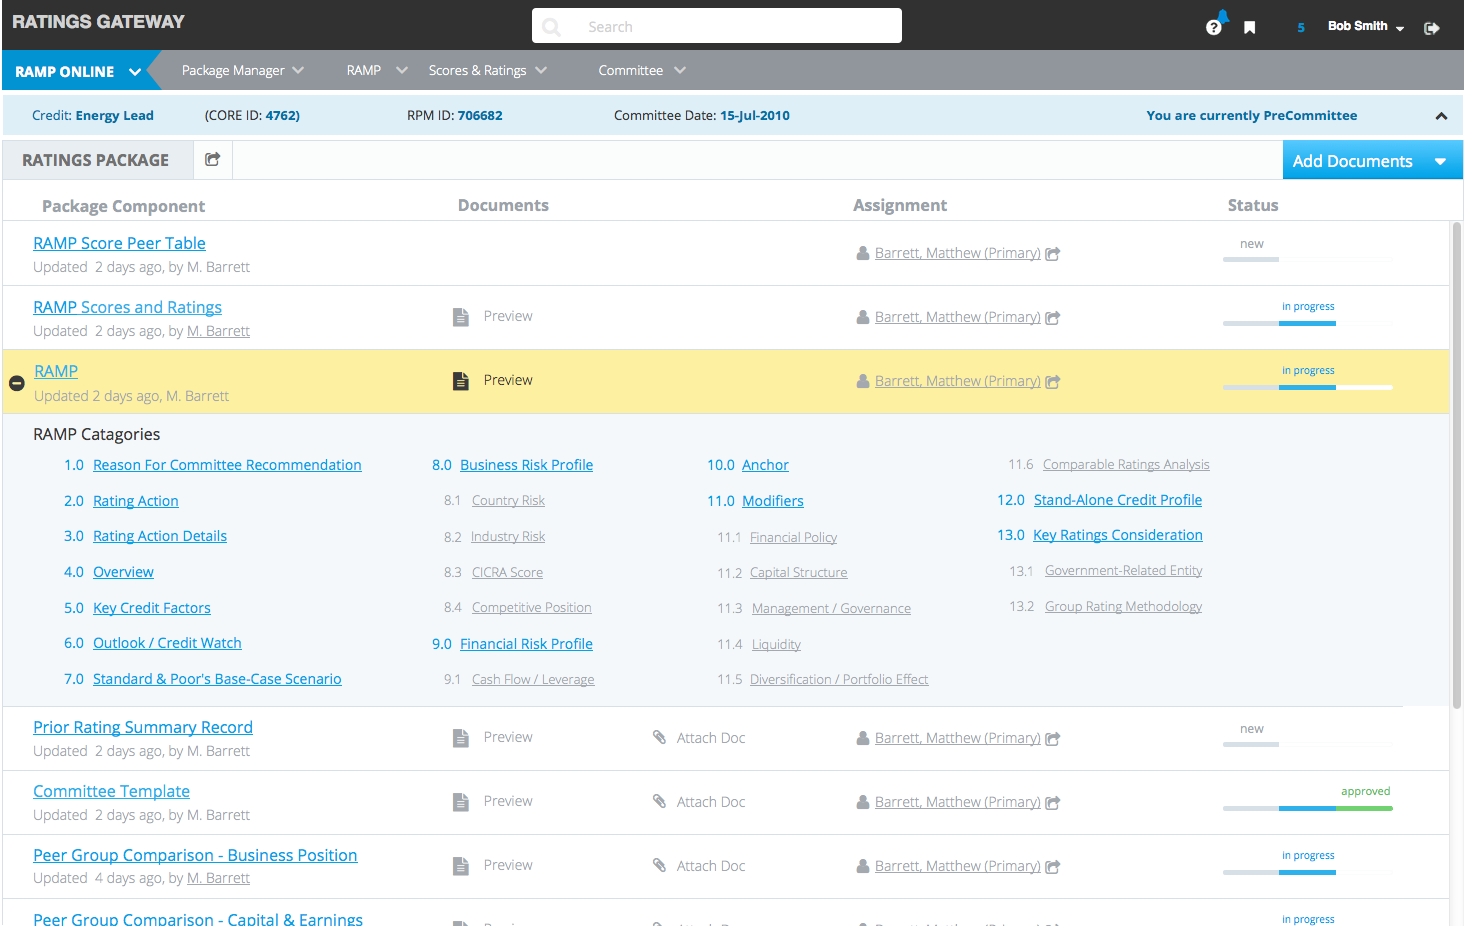 RATINGS GATEWAY
Search
?
5
Bob Smith
RAMP ONLINE
Package Manager
RAMP
Scores & Ratings
Committee
Credit: Energy Lead
(CORE ID: 4762)
RPM ID: 706682
Committee Date: 15-Jul-2010
You are currently PreCommittee
RATINGS PACKAGE
Add Documents
Package Component
Documents
Assignment
Status
RAMP Score Peer Table
Updated 2 days ago, by M. Barrett
Barrett, Matthew (Primary)
new
RAMP Scores and Ratings
Updated 2 days ago, by M. Barrett
Preview
Barrett, Matthew (Primary)
in progress
RAMP
Updated 2 days ago, M. Barrett
Preview
Barrett, Matthew (Primary)
in progress
RAMP Catagories
1.0 Reason For Committee Recommendation
2.0 Rating Action
3.0 Rating Action Details
4.0 Overview
5.0 Key Credit Factors
6.0 Outlook / Credit Watch
7.0 Standard & Poor's Base-Case Scenario
8.0 Business Risk Profile
8.1 Country Risk
8.2 Industry Risk
8.3 CICRA Score
8.4 Competitive Position
9.0 Financial Risk Profile
9.1 Cash Flow / Leverage
10.0 Anchor
11.0 Modifiers
11.1 Financial Policy
11.2 Capital Structure
11.3 Management / Governance
11.4 Liquidity
11.5 Diversification / Portfolio Effect
11.6 Comparable Ratings Analysis
12.0 Stand-Alone Credit Profile
13.0 Key Ratings Consideration
13.1 Government-Related Entity
13.2 Group Rating Methodology
Prior Rating Summary Record
Updated 2 days ago, by M. Barrett
Preview
Attach Doc
Barrett, Matthew (Primary)
new
Committee Template
Updated 2 days ago, by M. Barrett
Preview
Attach Doc
Barrett, Matthew (Primary)
approved
Peer Group Comparison - Business Position
Updated 4 days ago, by M. Barrett
Preview
Attach Doc
Barrett, Matthew (Primary)
in progress
Peer Group Comparison - Capital & Earnings
in progress